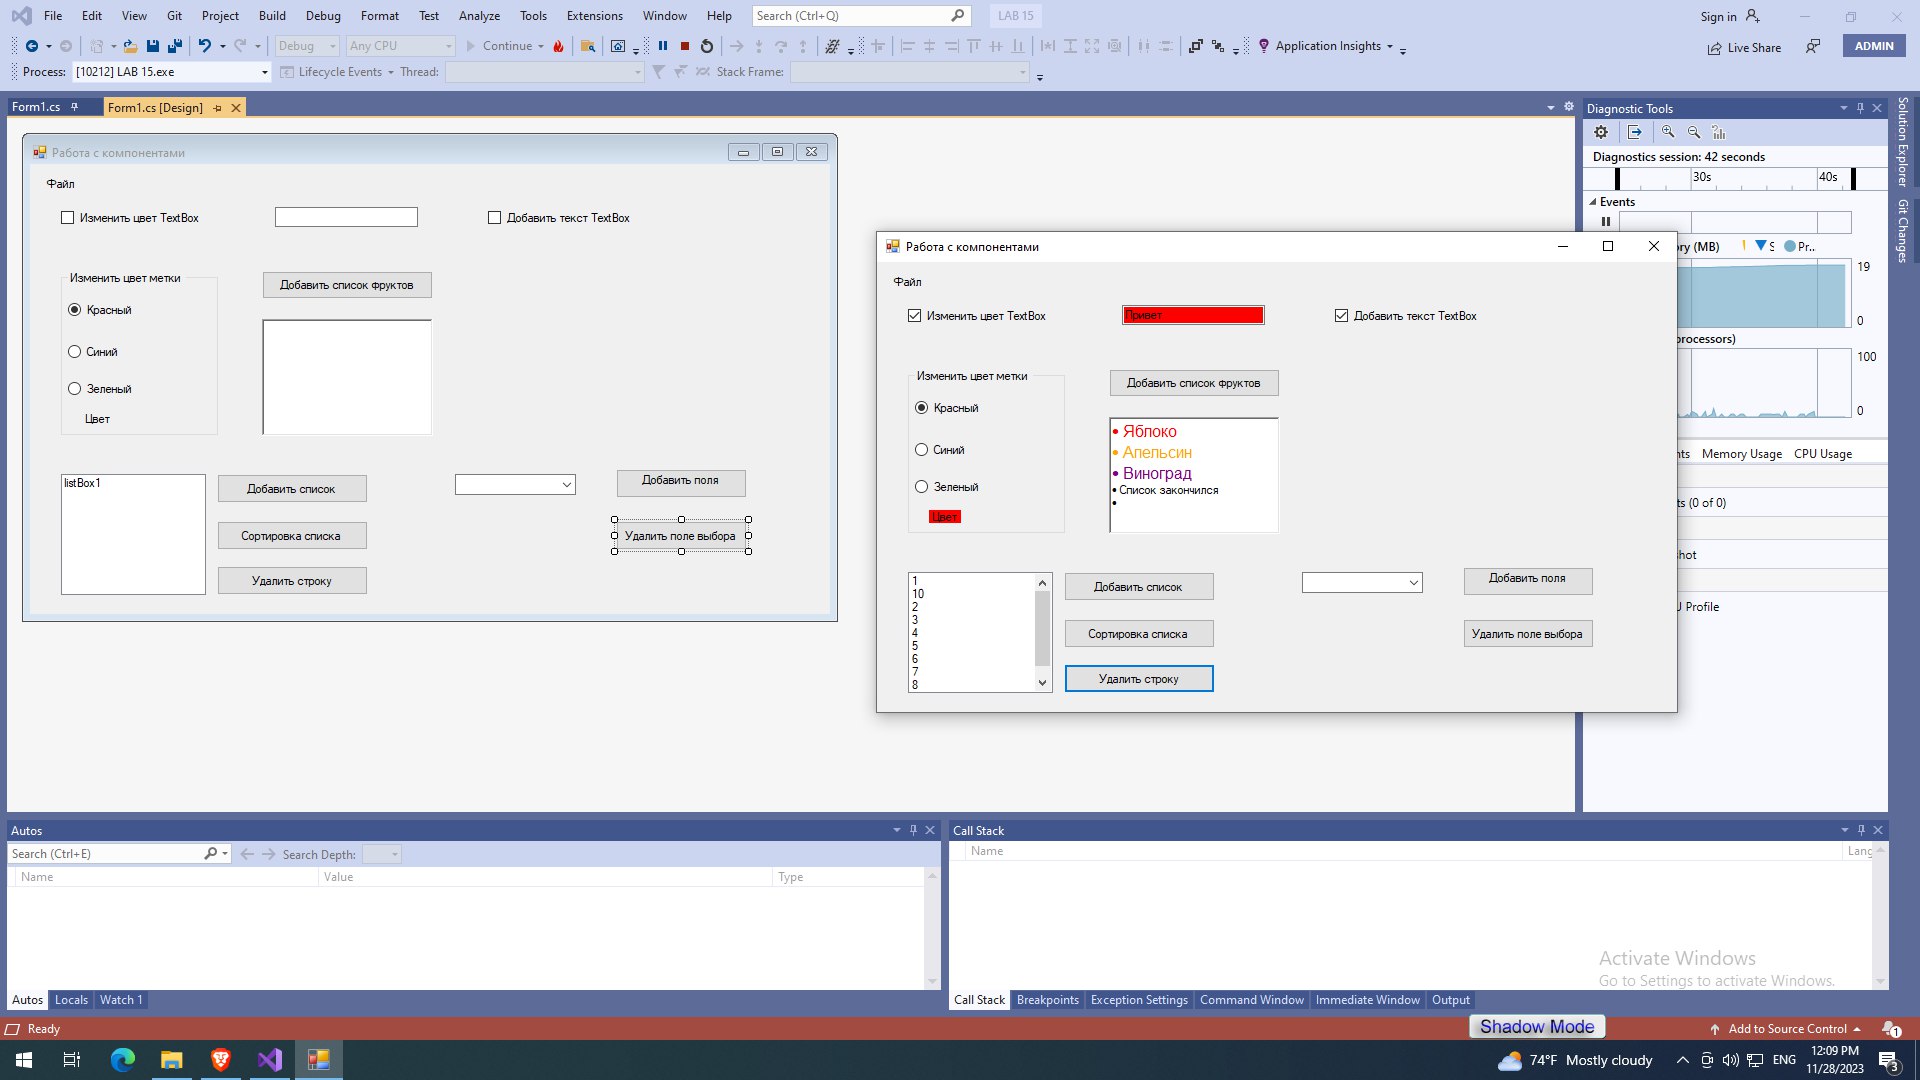 File Edit View Git Project Build Debug Format Test Analyze Tools Extensions Window Help Search (Ctrl+Q) LAB 15 Sign in
Debug Any CPU Continue Application Insights Live Share ADMIN
Process: [10212] LAB 15.exe Lifecycle Events Thread: Stack Frame:
Form1.cs Form1.cs [Design]
Работа с компонентами
Файл
Изменить цвет TextBox Добавить текст TextBox
Изменить цвет метки Добавить список фруктов
Красный
Синий
Зеленый
Цвет
listBox1 Добавить список Добавить поля
Сортировка списка Удалить поле выбора
Удалить строку
Работа с компонентами
Файл
Изменить цвет TextBox Привет Добавить текст TextBox
Изменить цвет метки Добавить список фруктов
Красный
Синий
Зеленый
Цвет
• Яблоко
• Апельсин
• Виноград
• Список закончился
•
1
10
2
3
4
5
6
7
8
Добавить список Добавить поля
Сортировка списка Удалить поле выбора
Удалить строку
Diagnostic Tools
Diagnostics session: 42 seconds
30s 40s
Events
ry (MB) S Pr...
19
0
rocessors)
100
0
ts Memory Usage CPU Usage
ts (0 of 0)
hot
U Profile
Solution Explorer
Git Changes
Autos
Search (Ctrl+E) Search Depth:
Name Value Type
Autos Locals Watch 1
Call Stack
Name Lang
Activate Windows
Go to Settings to activate Windows.
Call Stack Breakpoints Exception Settings Command Window Immediate Window Output
Ready Shadow Mode Add to Source Control 1
74°F Mostly cloudy ENG 12:09 PM
11/28/2023 3